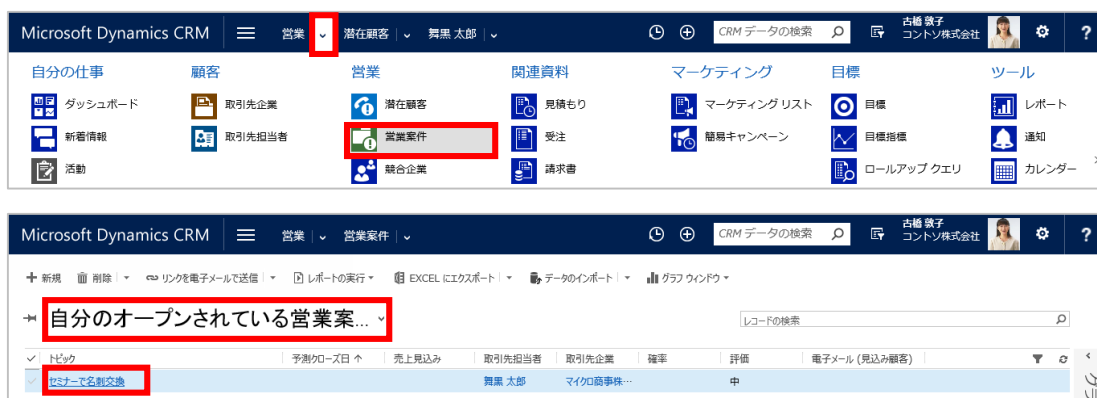 Microsoft Dynamics CRM 営業 潜在顧客 舞黒 太郎 CRM データの検索 古橋 敦子 コントソ株式会社 ?
自分の仕事 顧客 営業 関連資料 マーケティング 目標 ツール
ダッシュボード 取引先企業 潜在顧客 見積もり マーケティング リスト 目標 レポート
新着情報 取引先担当者 営業案件 受注 簡易キャンペーン 目標指標 通知
活動 競合企業 請求書 ロールアップ クエリ カレンダー
Microsoft Dynamics CRM 営業 営業案件 CRM データの検索 古橋 敦子 コントソ株式会社 ?
新規 削除 リンクを電子メールで送信 レポートの実行 EXCEL にエクスポート データのインポート グラフ ウィンドウ
自分のオープンされている営業案... レコードの検索
トピック 予測クローズ日 ↑ 売上見込み 取引先担当者 取引先企業 確率 評価 電子メール (見込み顧客)
セミナーで名刺交換 舞黒 太郎 マイクロ商事株… 中